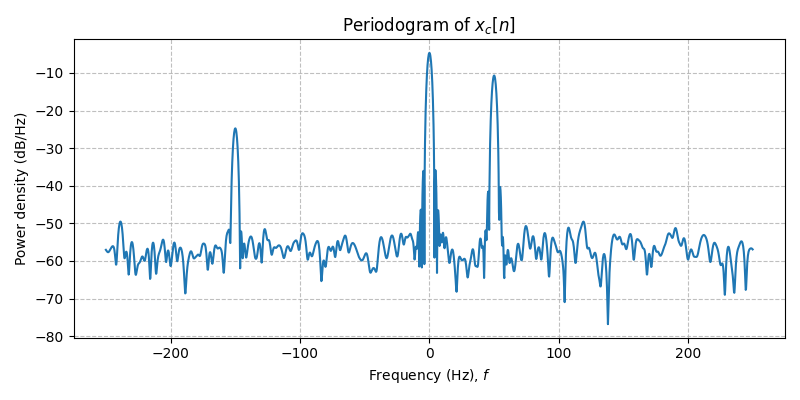 Periodogram of $x_c[n]$
Power density (dB/Hz)
−10
−20
−30
−40
−50
−60
−70
−80
−200 −100 0 100 200
Frequency (Hz), f